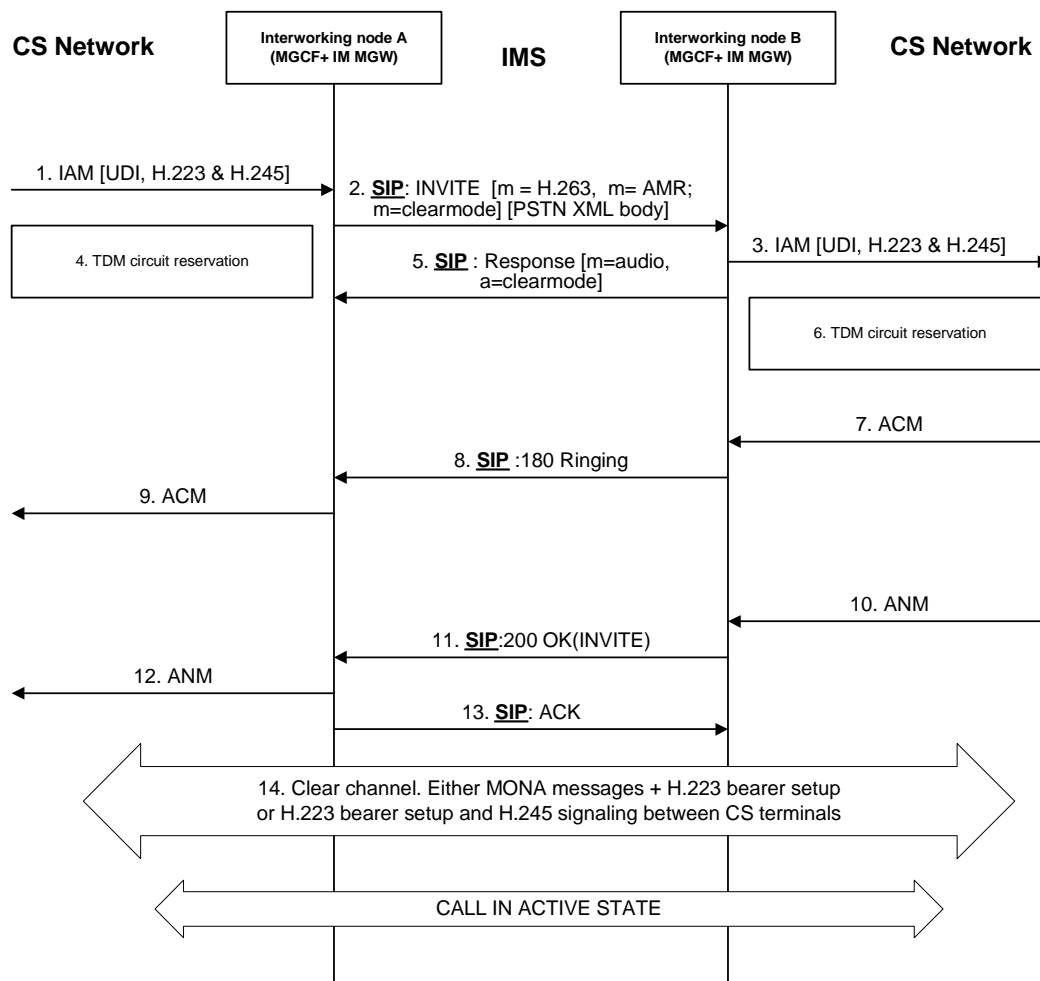 CS Network
Interworking node A
(MGCF+ IM MGW)
IMS
Interworking node B
(MGCF+ IM MGW)
CS Network
1. IAM [UDI, H.223 & H.245]
2. SIP: INVITE [m = H.263, m= AMR;
m=clearmode] [PSTN XML body]
3. IAM [UDI, H.223 & H.245]
4. TDM circuit reservation
5. SIP : Response [m=audio,
a=clearmode]
6. TDM circuit reservation
7. ACM
8. SIP :180 Ringing
9. ACM
10. ANM
11. SIP:200 OK(INVITE)
12. ANM
13. SIP: ACK
14. Clear channel. Either MONA messages + H.223 bearer setup
or H.223 bearer setup and H.245 signaling between CS terminals
CALL IN ACTIVE STATE